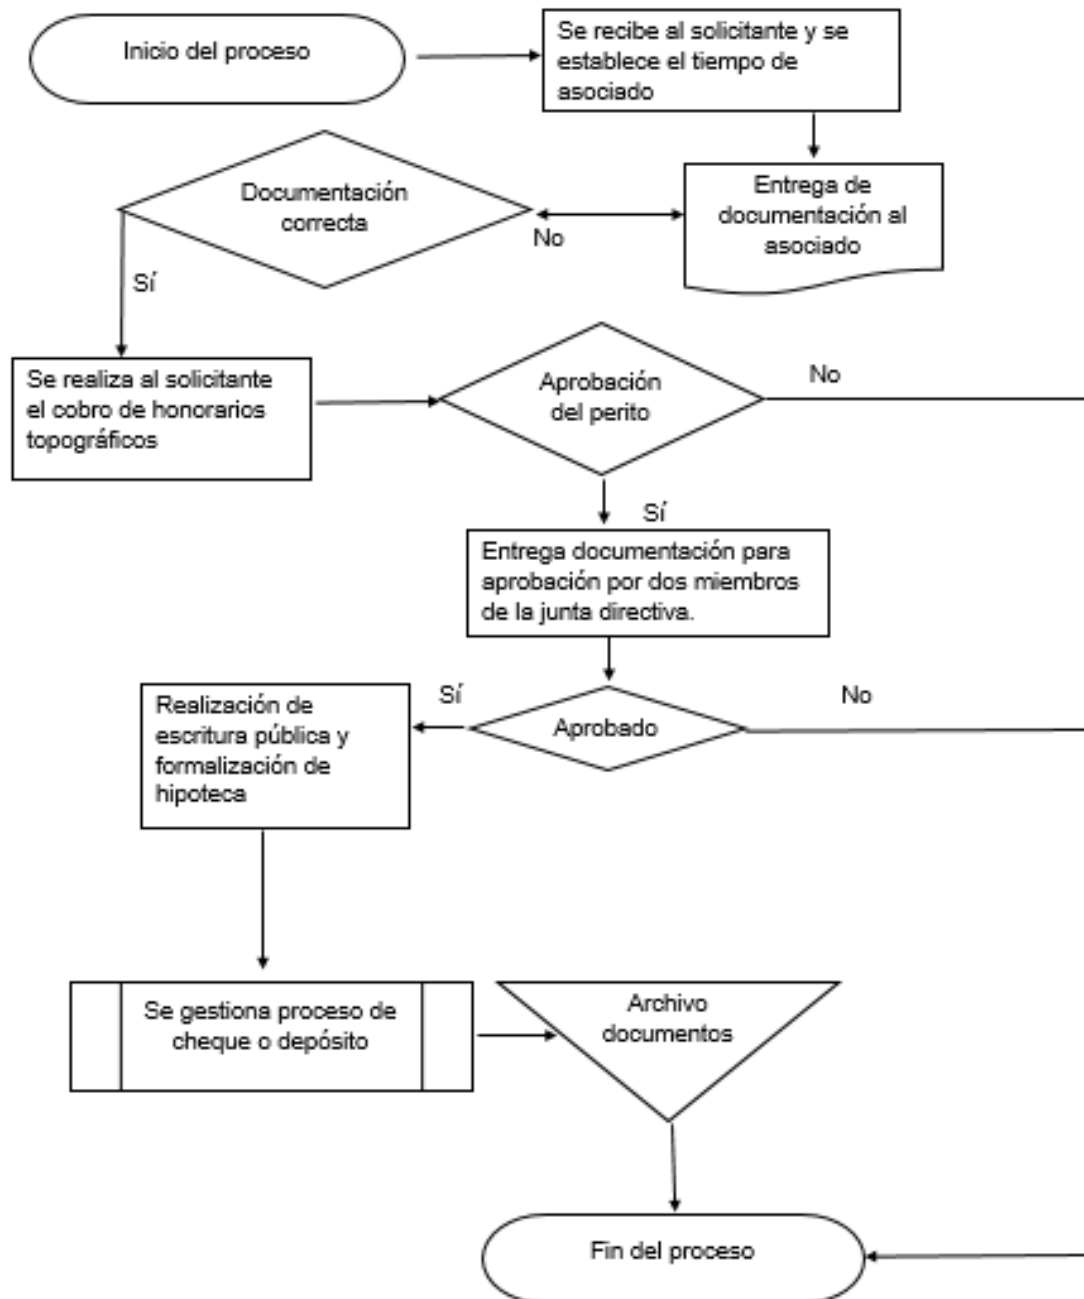 Inicio del proceso
Se recibe al solicitante y se
establece el tiempo de
asociado
Documentación
correcta
Entrega de
documentación al
asociado
No
Sí
Se realiza al solicitante
el cobro de honorarios
topográficos
Aprobación
del perito
No
Sí
Entrega documentación para
aprobación por dos miembros
de la junta directiva.
Realización de
escritura pública y
formalización de
hipoteca
Sí
Aprobado
No
Se gestiona proceso de
cheque o depósito
Archivo
documentos
Fin del proceso